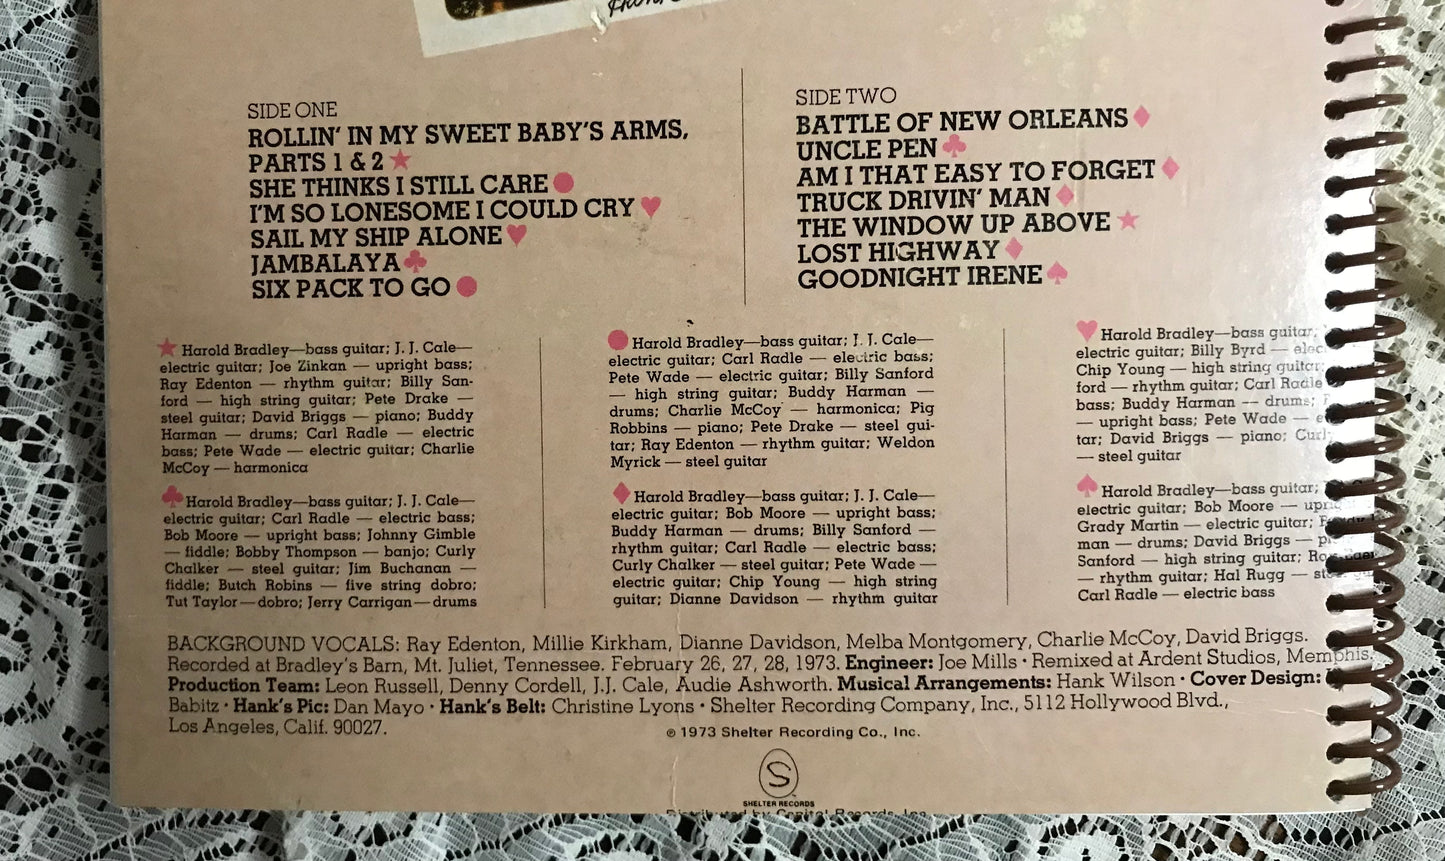 SIDE ONE
ROLLIN' IN MY SWEET BABY'S ARMS,
PARTS 1 & 2
SHE THINKS I STILL CARE
I'M SO LONESOME I COULD CRY
SAIL MY SHIP ALONE
JAMBALAYA
SIX PACK TO GO
SIDE TWO
BATTLE OF NEW ORLEANS
UNCLE PEN
AM I THAT EASY TO FORGET
TRUCK DRIVIN' MAN
THE WINDOW UP ABOVE
LOST HIGHWAY
GOODNIGHT IRENE
Harold Bradley—bass guitar; J. J. Cale—
electric guitar; Joe Zinkan — upright bass;
Ray Edenton — rhythm guitar; Billy San-
ford — high string guitar; Pete Drake —
steel guitar; David Briggs — piano; Buddy
Harman — drums; Carl Radle — electric
bass; Pete Wade — electric guitar; Charlie
McCoy — harmonica
Harold Bradley—bass guitar; J. J. Cale—
electric guitar; Carl Radle — electric bass;
Pete Wade — electric guitar; Billy Sanford
— high string guitar; Buddy Harman —
drums; Charlie McCoy — harmonica; Pig
Robbins — piano; Pete Drake — steel gui-
tar; Ray Edenton — rhythm guitar; Weldon
Myrick — steel guitar
Harold Bradley—bass guitar;
electric guitar; Billy Byrd —
Chip Young — high string guitar;
ford — rhythm guitar; Carl Radle
bass; Buddy Harman — drums;
— upright bass; Pete Wade —
tar; David Briggs — piano;
— steel guitar
Harold Bradley—bass guitar; J. J. Cale—
electric guitar; Carl Radle — electric bass;
Bob Moore — upright bass; Johnny Gimble
— fiddle; Bobby Thompson — banjo; Curly
Chalker — steel guitar; Jim Buchanan —
fiddle; Butch Robins — five string dobro;
Tut Taylor—dobro; Jerry Carrigan—drums
Harold Bradley—bass guitar; J. J. Cale—
electric guitar; Bob Moore — upright bass;
Buddy Harman — drums; Billy Sanford —
rhythm guitar; Carl Radle — electric bass;
Curly Chalker — steel guitar; Pete Wade —
electric guitar; Chip Young — high string
guitar; Dianne Davidson — rhythm guitar
Harold Bradley—bass guitar;
electric guitar; Bob Moore —
Grady Martin — electric guitar;
man — drums; David Briggs —
Sanford — high string guitar;
— rhythm guitar; Hal Rugg —
Carl Radle — electric bass
BACKGROUND VOCALS: Ray Edenton, Millie Kirkham, Dianne Davidson, Melba Montgomery, Charlie McCoy, David Briggs.
Recorded at Bradley's Barn, Mt. Juliet, Tennessee. February 26, 27, 28, 1973. Engineer: Joe Mills • Remixed at Ardent Studios, Memphis.
Production Team: Leon Russell, Denny Cordell, J.J. Cale, Audie Ashworth. Musical Arrangements: Hank Wilson • Cover Design:
Babitz • Hank's Pic: Dan Mayo • Hank's Belt: Christine Lyons • Shelter Recording Company, Inc., 5112 Hollywood Blvd.,
Los Angeles, Calif. 90027.
℗ 1973 Shelter Recording Co., Inc.
S
SHELTER RECORDS
Distributed by Capitol Records, Inc.